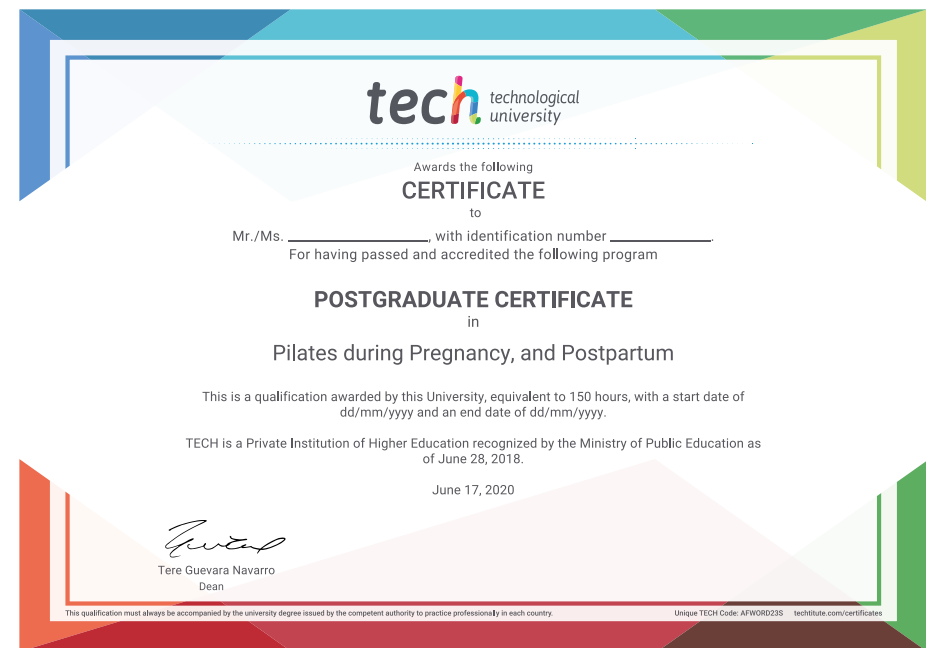 tech technological
university
Awards the following
CERTIFICATE
to
Mr./Ms. ____________, with identification number ____________.
For having passed and accredited the following program
POSTGRADUATE CERTIFICATE
in
Pilates during Pregnancy, and Postpartum
This is a qualification awarded by this University, equivalent to 150 hours, with a start date of
dd/mm/yyyy and an end date of dd/mm/yyyy.
TECH is a Private Institution of Higher Education recognized by the Ministry of Public Education as
of June 28, 2018.
June 17, 2020
Tere Guevara Navarro
Dean
This qualification must always be accompanied by the university degree issued by the competent authority to practice professionally in each country. Unique TECH Code: AFWORD23S techtitute.com/certificates